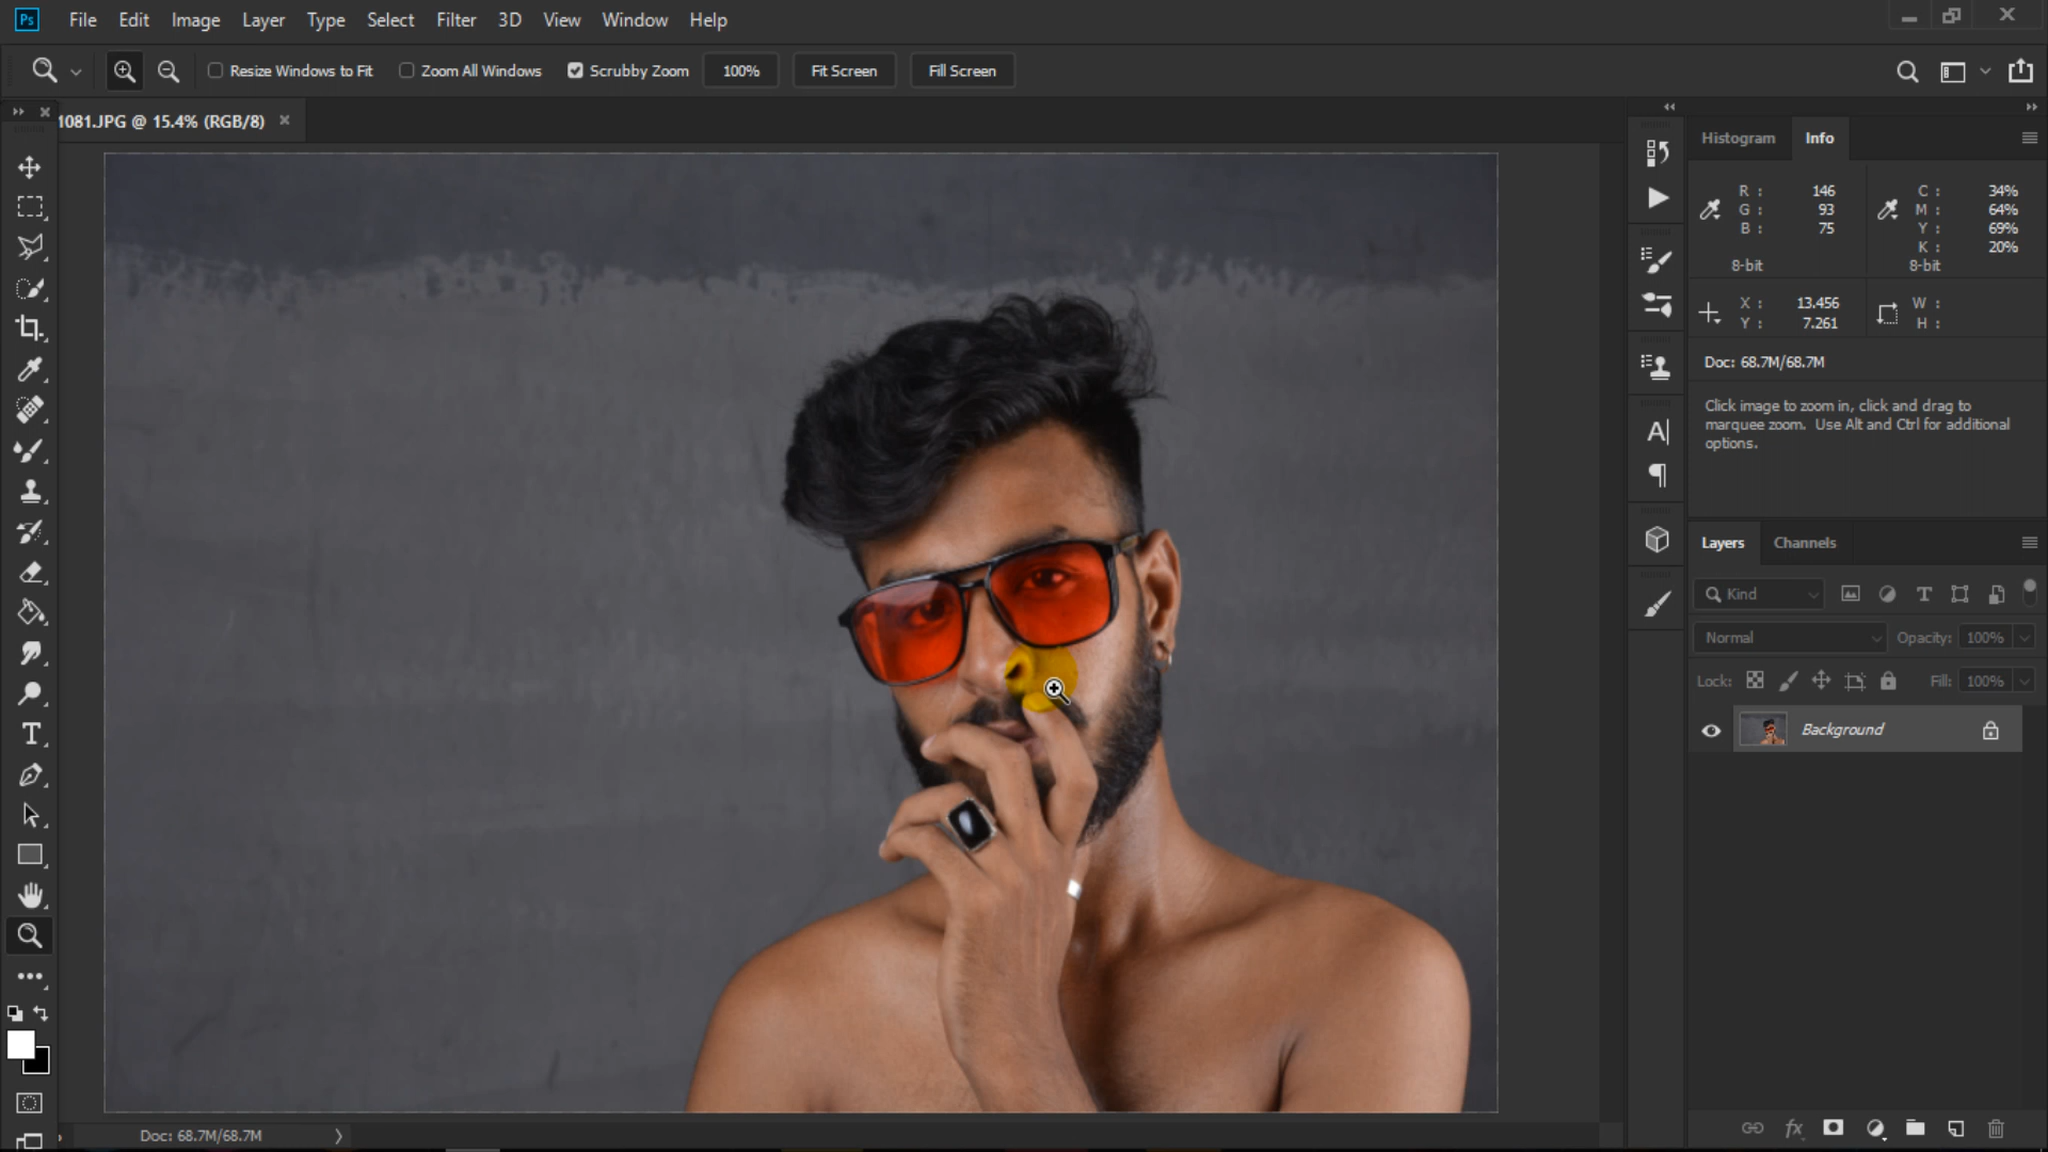 Ps File Edit Image Layer Type Select Filter 3D View Window Help
Resize Windows to Fit Zoom All Windows Scrubby Zoom 100% Fit Screen Fill Screen
1081.JPG @ 15.4% (RGB/8)
Histogram Info
R : 146 C : 34%
G : 93 M : 64%
B : 75 Y : 69%
K : 20%
8-bit 8-bit
X : 13.456 W :
Y : 7.261 H :
Doc: 68.7M/68.7M
Click image to zoom in, click and drag to
marquee zoom. Use Alt and Ctrl for additional
options.
Layers Channels
Kind
Normal Opacity: 100%
Lock: Fill: 100%
Background
fx
Doc: 68.7M/68.7M